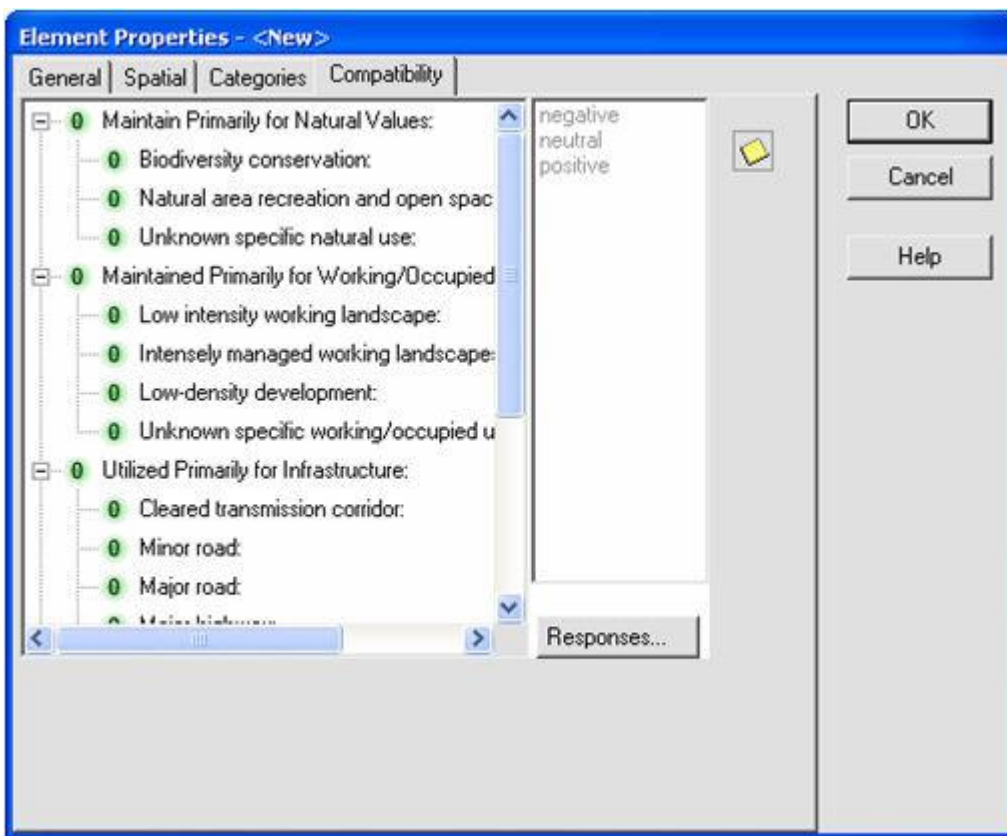 Element Properties - <New>
General Spatial Categories Compatibility
0 Maintain Primarily for Natural Values:
0 Biodiversity conservation:
0 Natural area recreation and open spac
0 Unknown specific natural use:
0 Maintained Primarily for Working/Occupied
0 Low intensity working landscape:
0 Intensely managed working landscape:
0 Low-density development:
0 Unknown specific working/occupied u
0 Utilized Primarily for Infrastructure:
0 Cleared transmission corridor:
0 Minor road:
0 Major road:
0 Major highway:
negative
neutral
positive
Responses...
OK
Cancel
Help